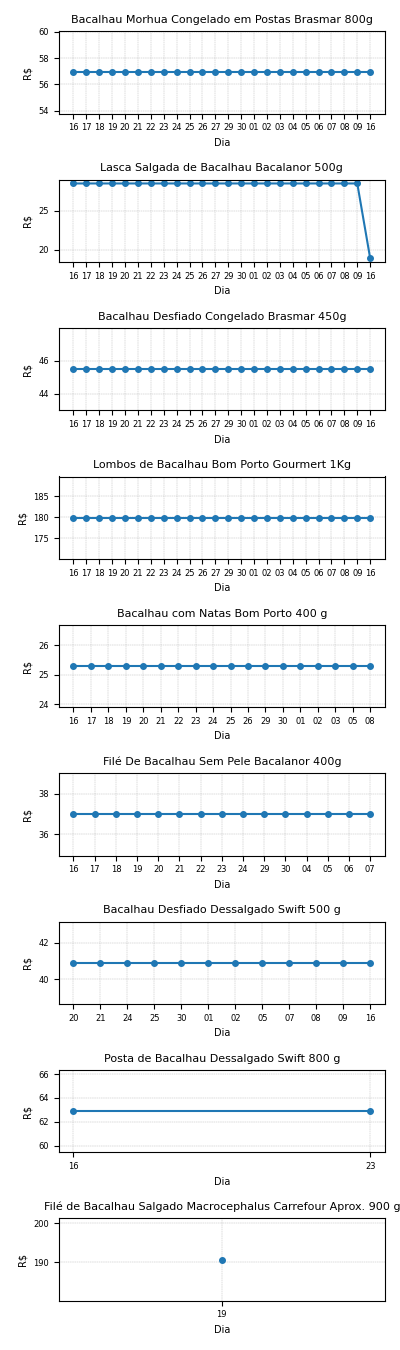 Bacalhau Morhua Congelado em Postas Brasmar 800g
60
58
56
54
R$
16 17 18 19 20 21 22 23 24 25 26 27 29 30 01 02 03 04 05 06 07 08 09 16
Dia
Lasca Salgada de Bacalhau Bacalanor 500g
25
20
R$
16 17 18 19 20 21 22 23 24 25 26 27 29 30 01 02 03 04 05 06 07 08 09 16
Dia
Bacalhau Desfiado Congelado Brasmar 450g
46
44
R$
16 17 18 19 20 21 22 23 24 25 26 27 29 30 01 02 03 04 05 06 07 08 09 16
Dia
Lombos de Bacalhau Bom Porto Gourmert 1Kg
185
180
175
R$
16 17 18 19 20 21 22 23 24 25 26 27 29 30 01 02 03 04 05 06 07 08 09 16
Dia
Bacalhau com Natas Bom Porto 400 g
26
25
24
R$
16 17 18 19 20 21 22 23 24 25 26 29 30 01 02 03 05 08
Dia
Filé De Bacalhau Sem Pele Bacalanor 400g
38
36
R$
16 17 18 19 20 21 22 23 24 29 30 04 05 06 07
Dia
Bacalhau Desfiado Dessalgado Swift 500 g
42
40
R$
20 21 24 25 30 01 02 05 07 08 09 16
Dia
Posta de Bacalhau Dessalgado Swift 800 g
66
64
62
60
R$
16 23
Dia
Filé de Bacalhau Salgado Macrocephalus Carrefour Aprox. 900 g
200
190
R$
19
Dia